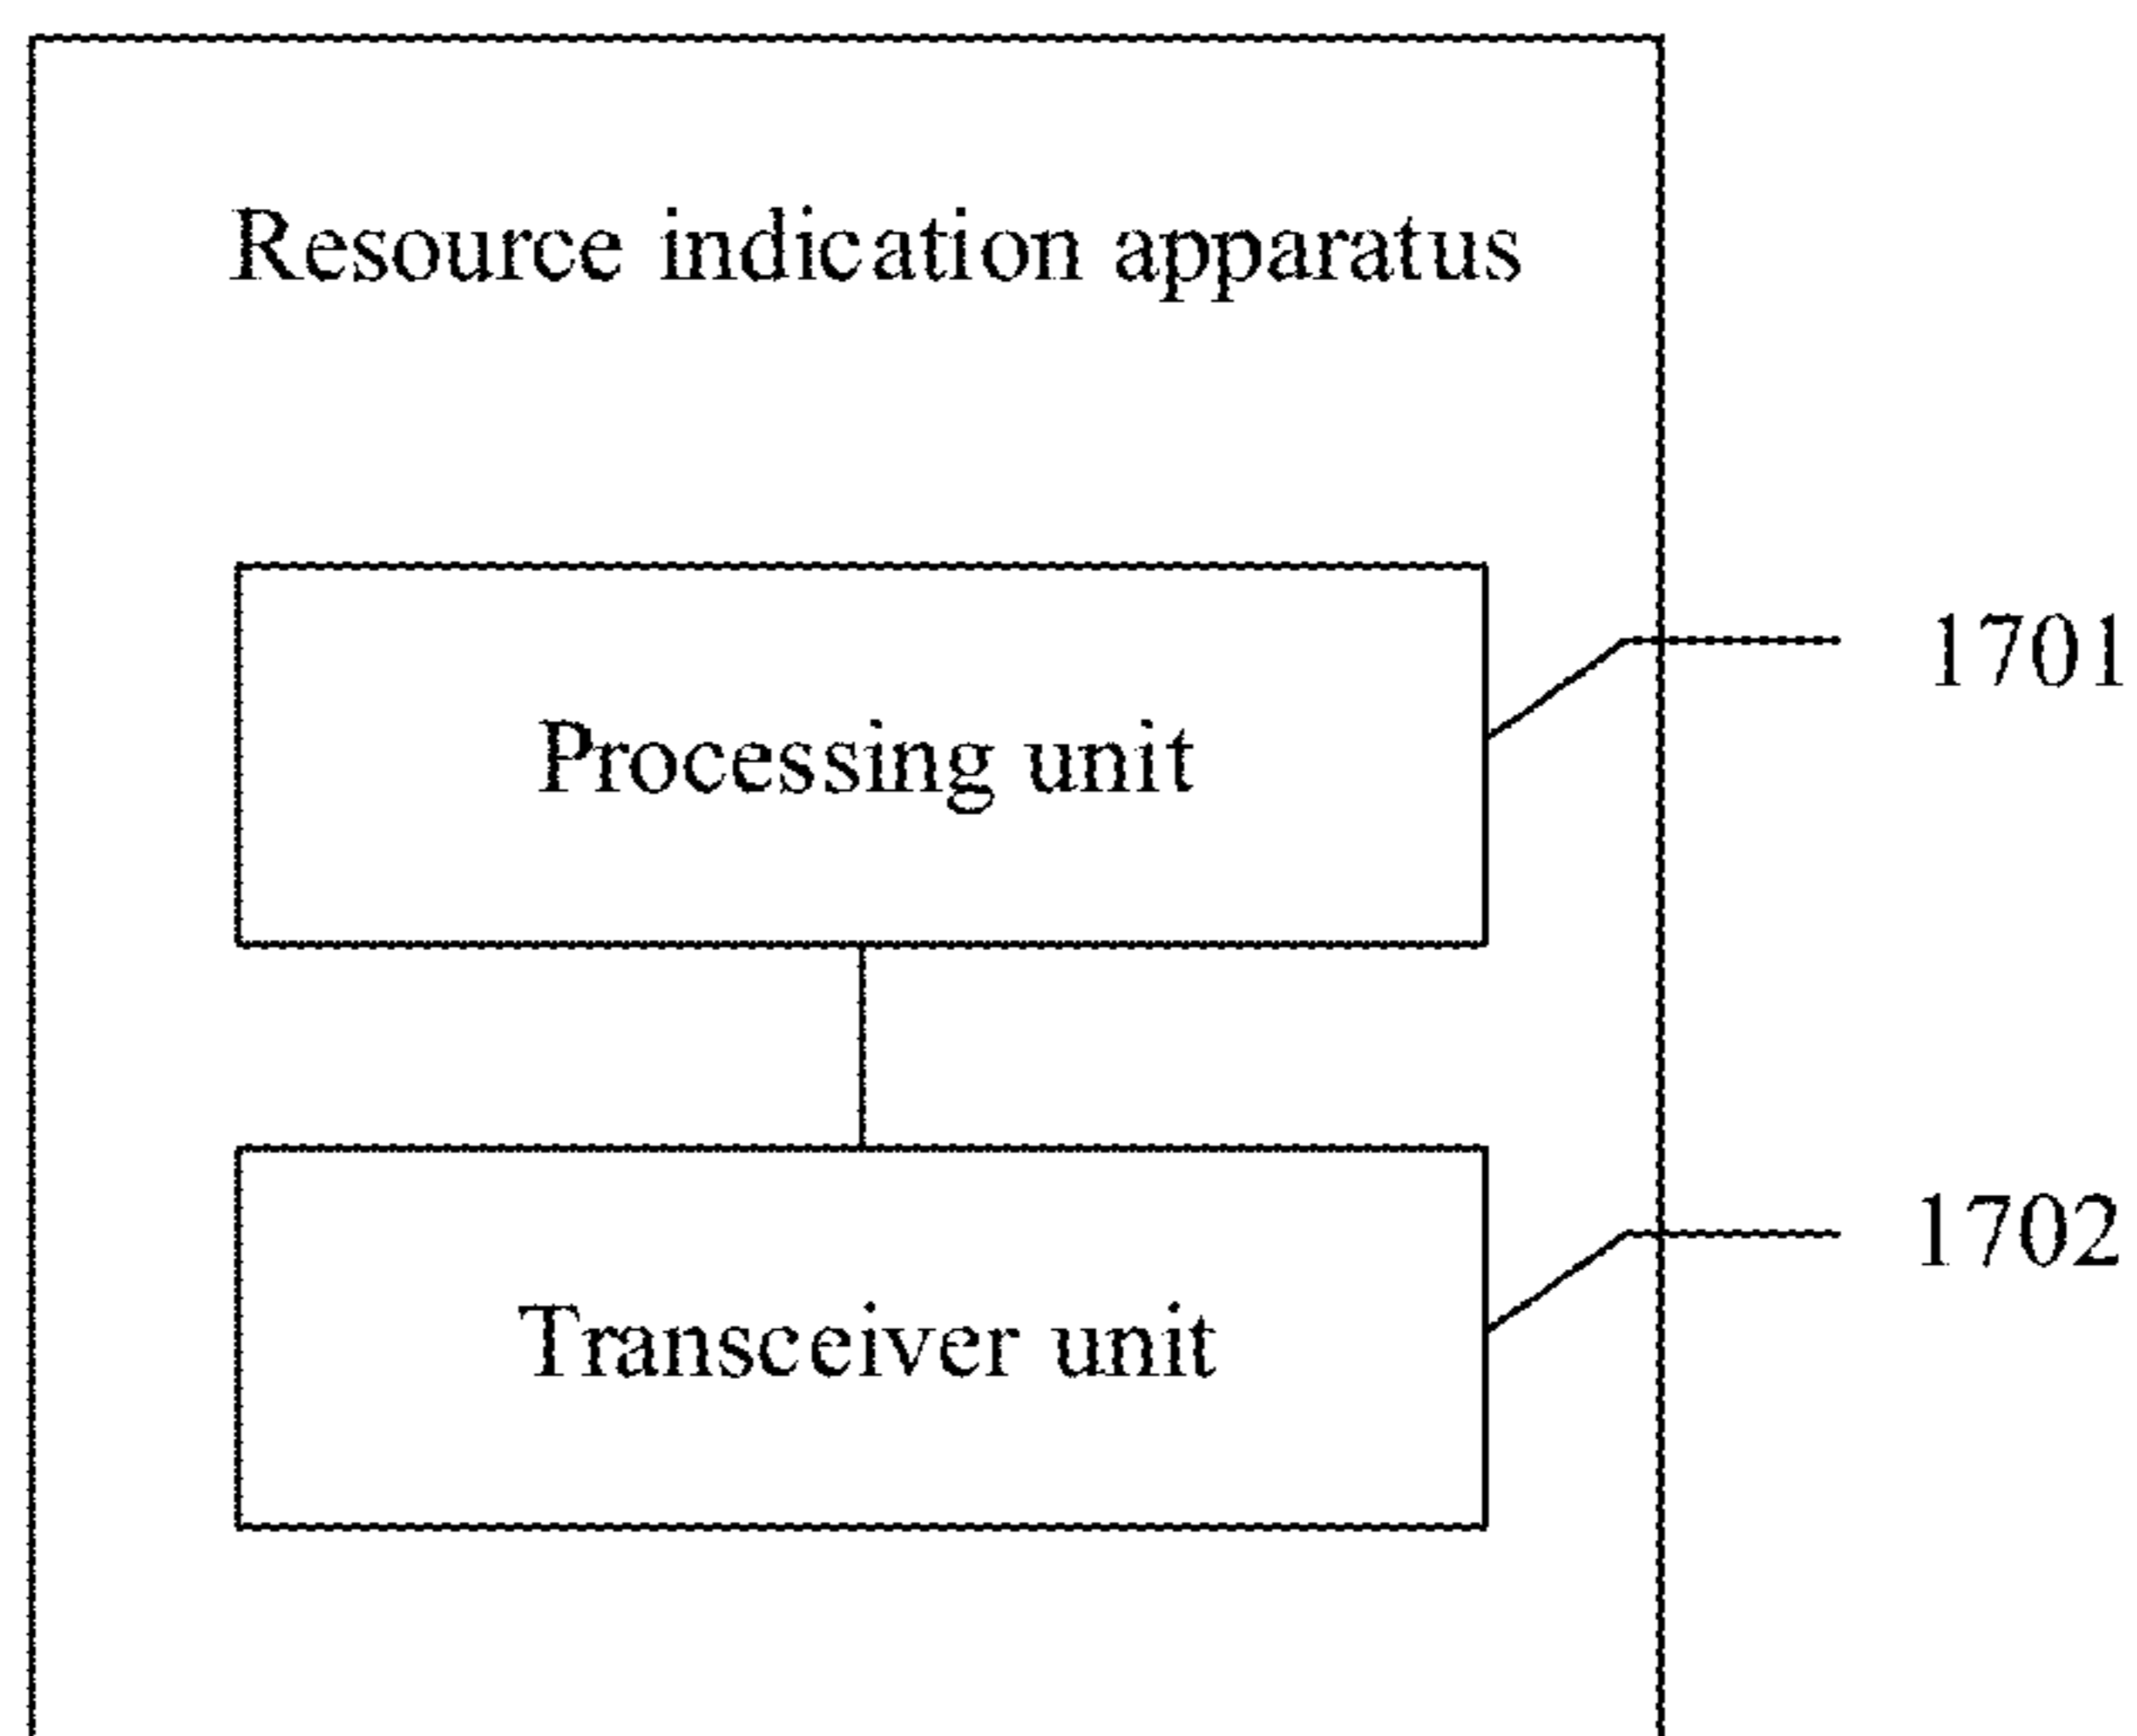 Resource indication apparatus
Processing unit
1701
Transceiver unit
1702